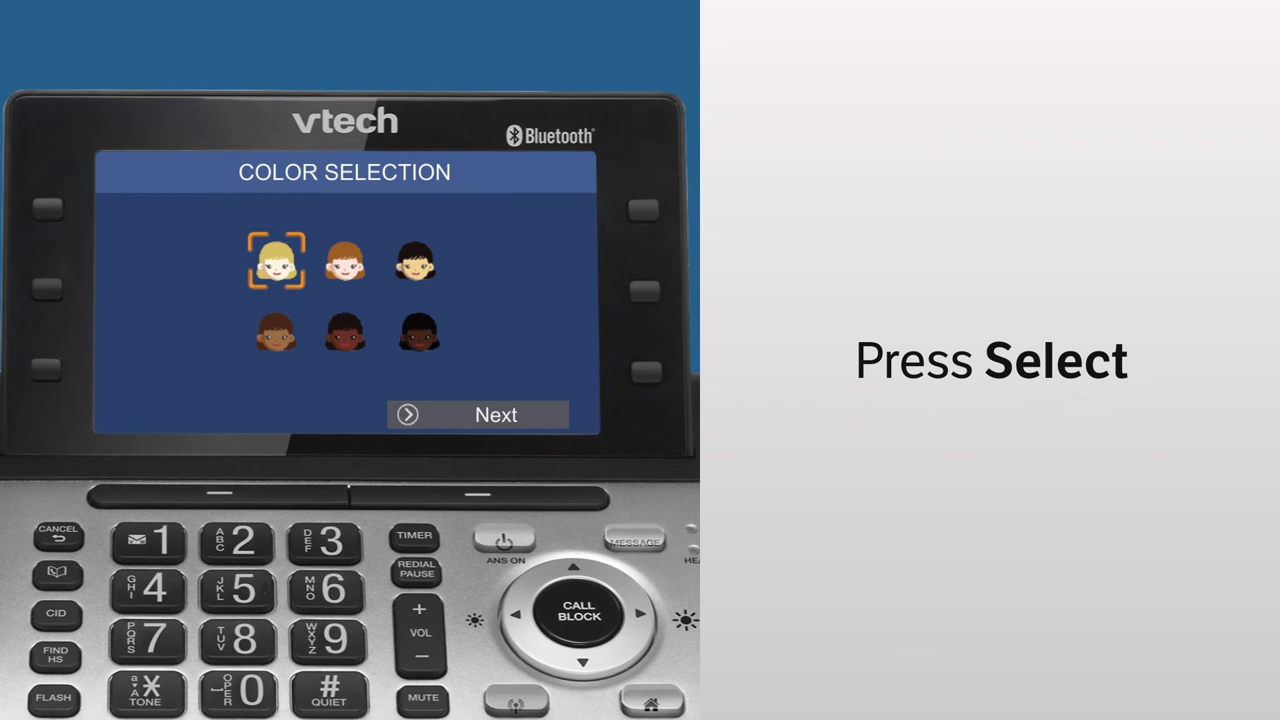 vtech
Bluetooth
COLOR SELECTION
Next
Press Select
CANCEL
1
ABC 2
DEF 3
TIMER
ANS ON
MESSAGE
HEA
GHI 4
JKL 5
MNO 6
REDIAL
PAUSE
CID
+
VOL
−
CALL
BLOCK
PQRS 7
TUV 8
WXYZ 9
FIND
HS
FLASH
aA
TONE
OPER 0
#
QUIET
MUTE